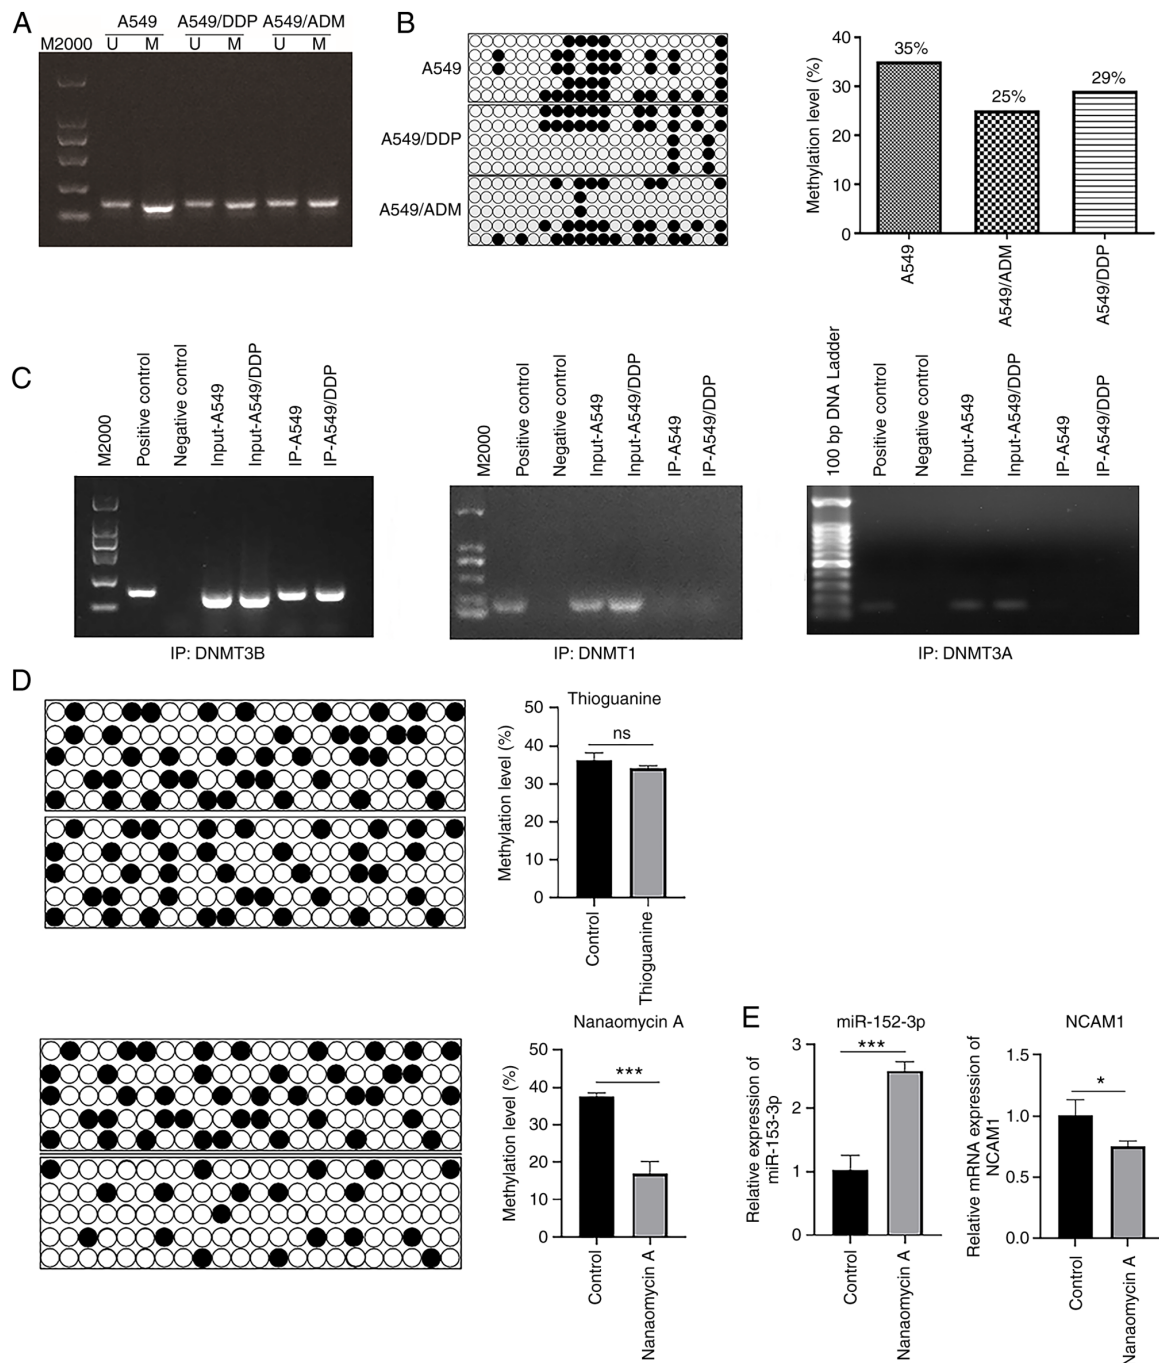 A
A549 A549/DDP A549/ADM
M2000 U M U M U M
B
A549
A549/DDP
A549/ADM
Methylation level (%)
40
30
20
10
0
35%
25%
29%
A549
A549/ADM
A549/DDP
C
M2000
Positive control
Negative control
Input-A549
Input-A549/DDP
IP-A549
IP-A549/DDP
IP: DNMT3B
M2000
Positive control
Negative control
Input-A549
Input-A549/DDP
IP-A549
IP-A549/DDP
IP: DNMT1
100 bp DNA Ladder
Positive control
Negative control
Input-A549
Input-A549/DDP
IP-A549
IP-A549/DDP
IP: DNMT3A
D
Thioguanine
Methylation level (%)
50
40
30
20
10
0
ns
Control
Thioguanine
Nanaomycin A
Methylation level (%)
50
40
30
20
10
0
***
Control
Nanaomycin A
E
miR-152-3p
Relative expression of
miR-153-3p
3
2
1
0
***
Control
Nanaomycin A
NCAM1
Relative mRNA expression of
NCAM1
1.5
1.0
0.5
0.0
*
Control
Nanaomycin A